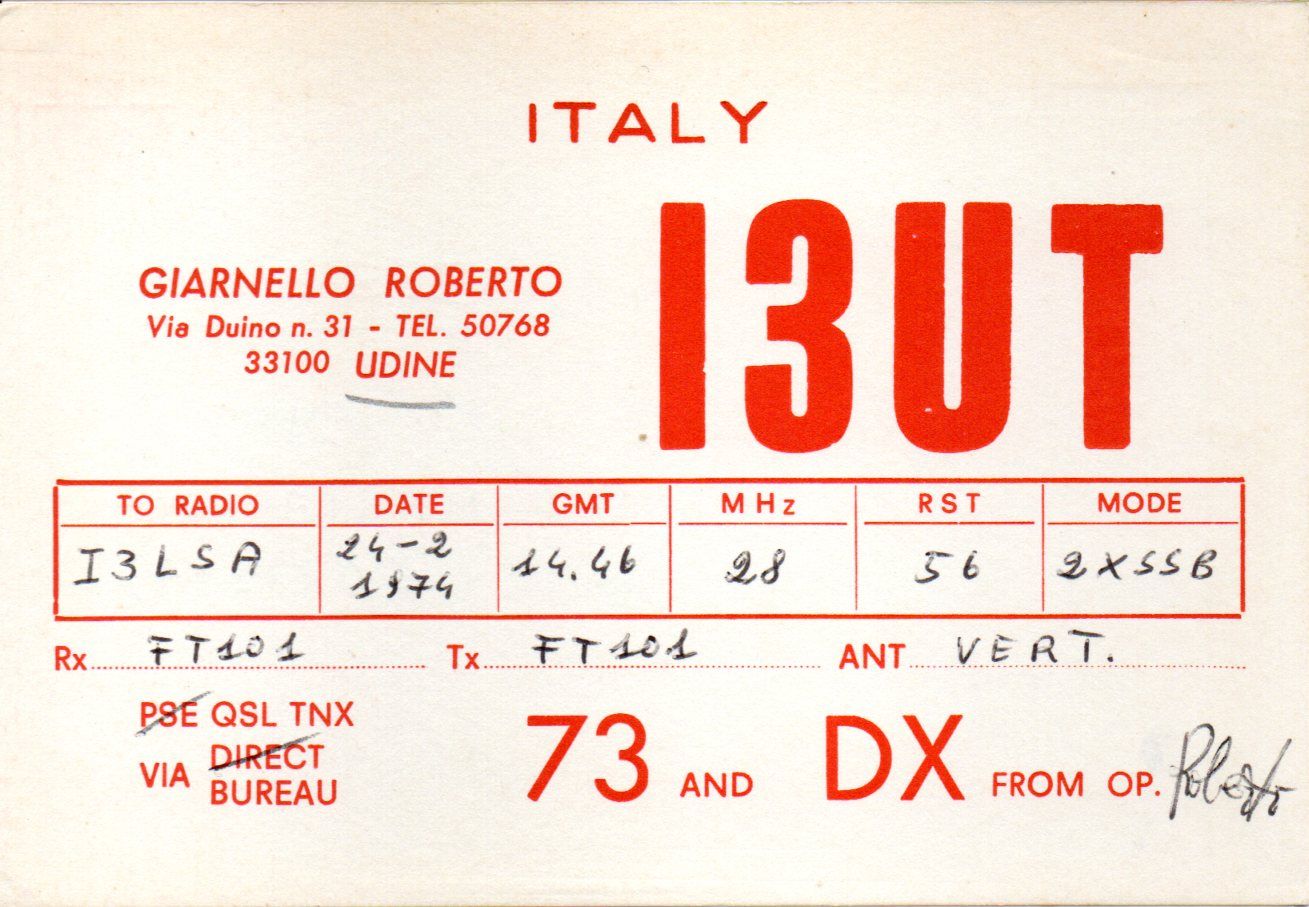 ITALY
I3UT
GIARNELLO ROBERTO
Via Duino n. 31 - TEL. 50768
33100 UDINE
TO RADIO DATE GMT MHz RST MODE
I3LSA 24-2 1974 14.46 28 56 2XSSB
Rx FT101 Tx FT101 ANT VERT.
PSE QSL TNX
VIA DIRECT
BUREAU
73 AND DX FROM OP. Roberto